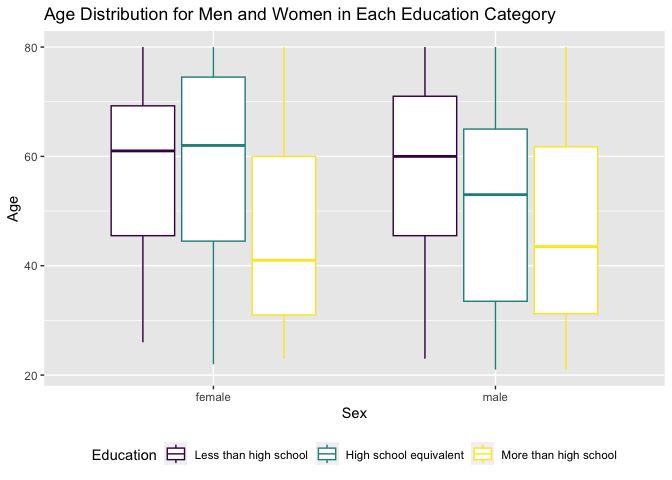 Age Distribution for Men and Women in Each Education Category
80
60
40
20
Age
female male
Sex
Education Less than high school High school equivalent More than high school